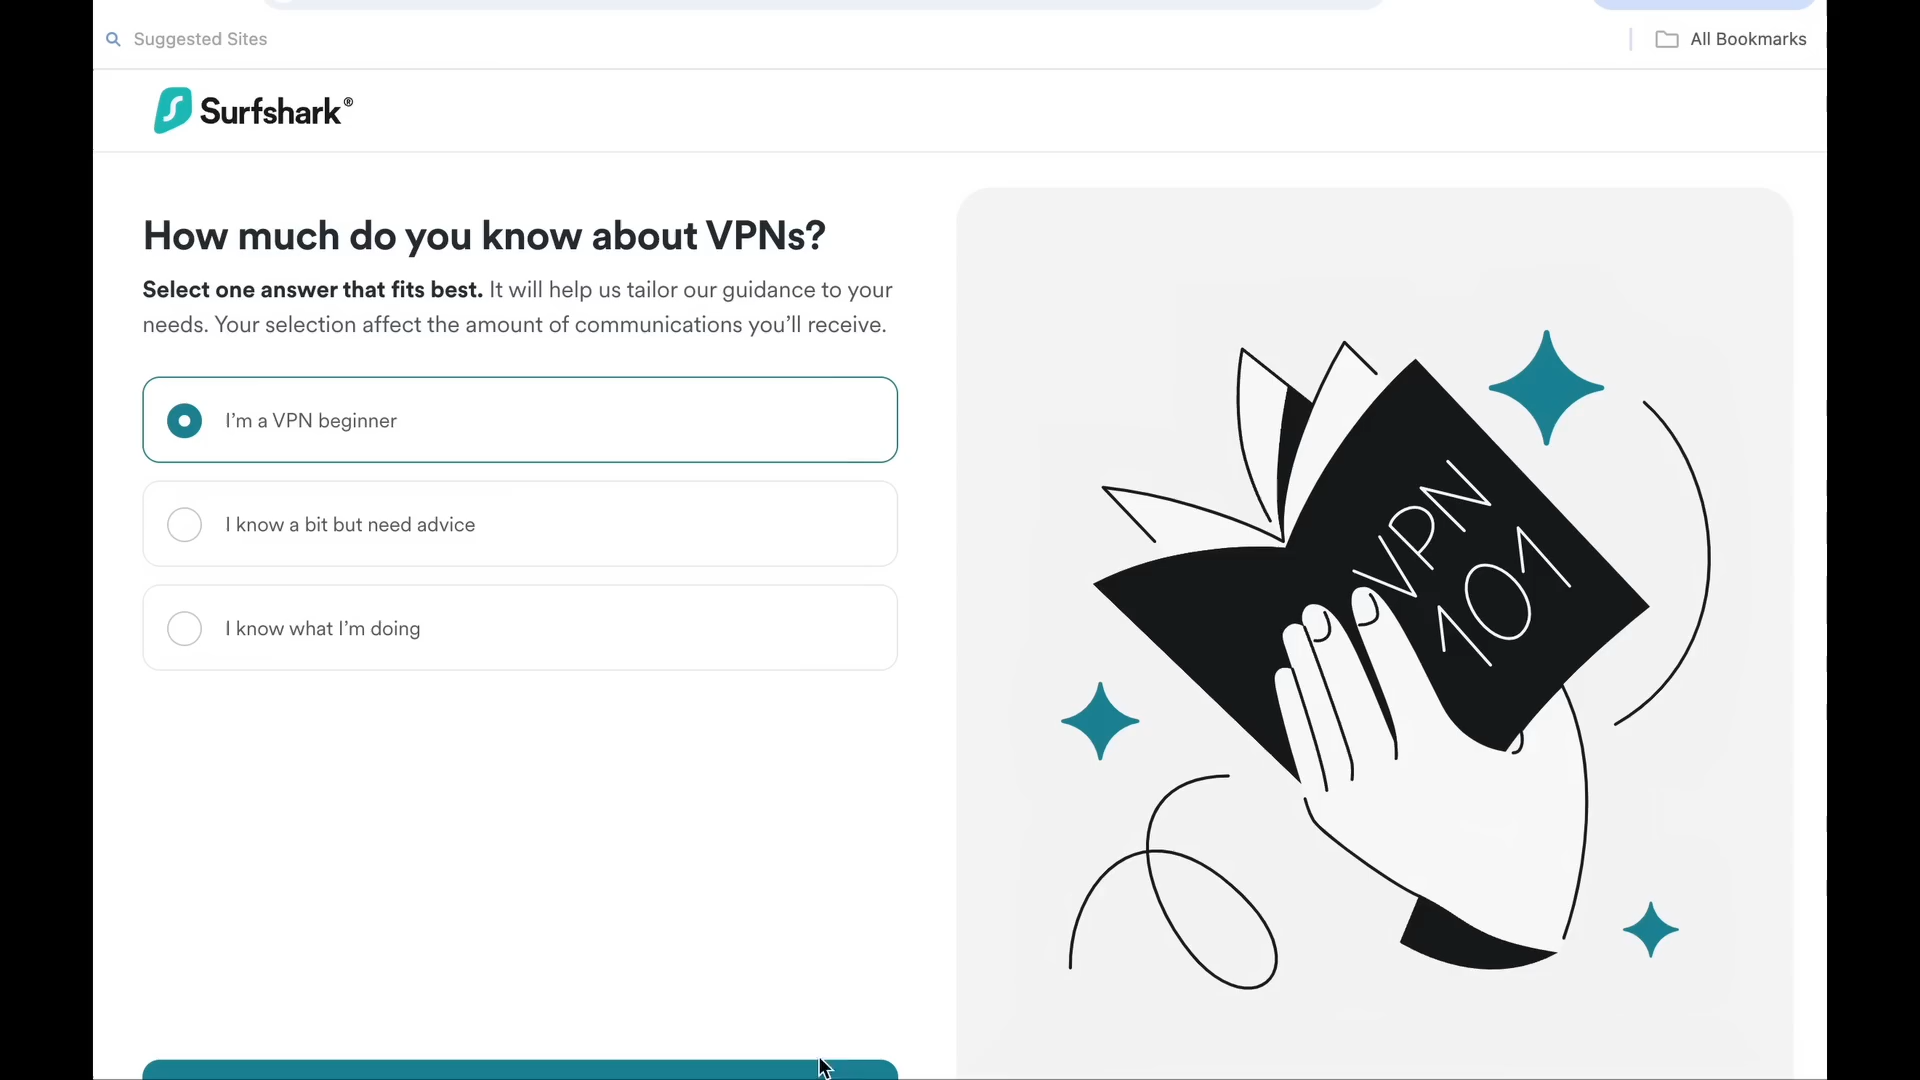 Suggested Sites
All Bookmarks
Surfshark®
How much do you know about VPNs?
Select one answer that fits best. It will help us tailor our guidance to your
needs. Your selection affect the amount of communications you’ll receive.
I’m a VPN beginner
I know a bit but need advice
I know what I’m doing
VPN
101